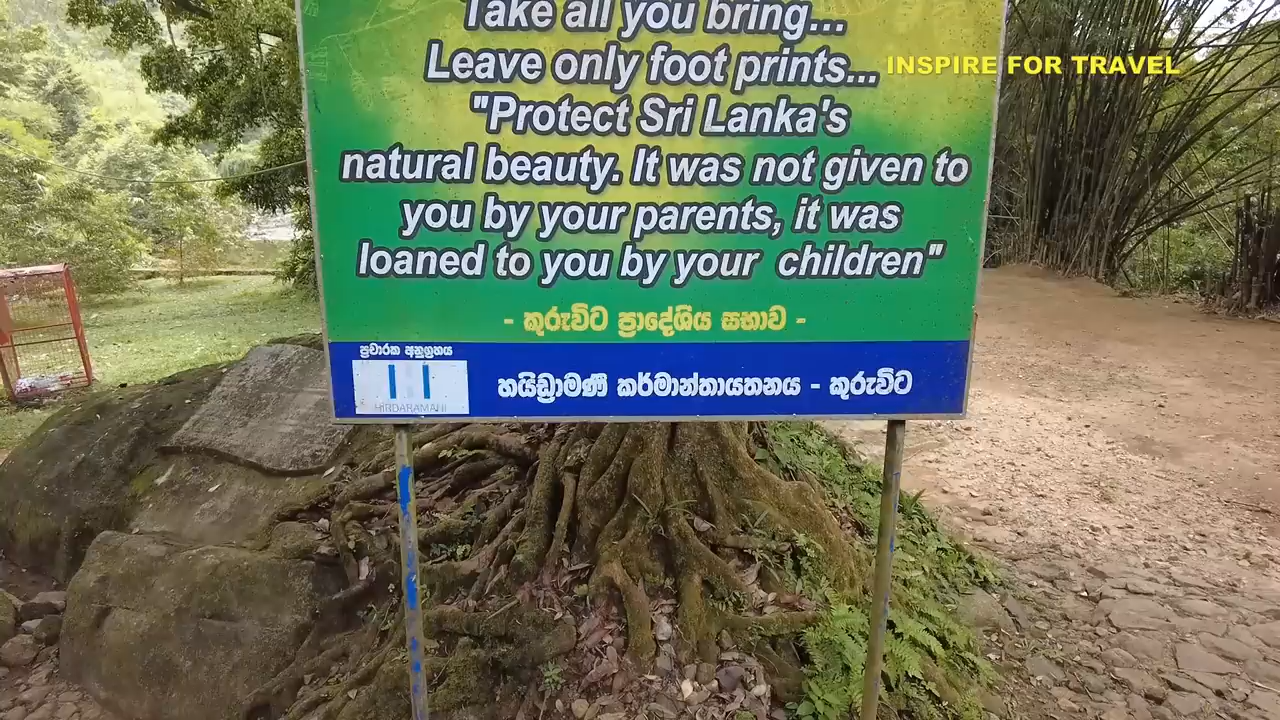 Take all you bring...
Leave only foot prints...
INSPIRE FOR TRAVEL
"Protect Sri Lanka's
natural beauty. It was not given to
you by your parents, it was
loaned to you by your children"
- කුරුවිට ප්‍රාදේශීය සභාව -
ප්‍රචාරක අනුග්‍රහය
HIRDARAMANI
හයිඩ්‍රාමණී කර්මාන්තායතනය - කුරුවිට